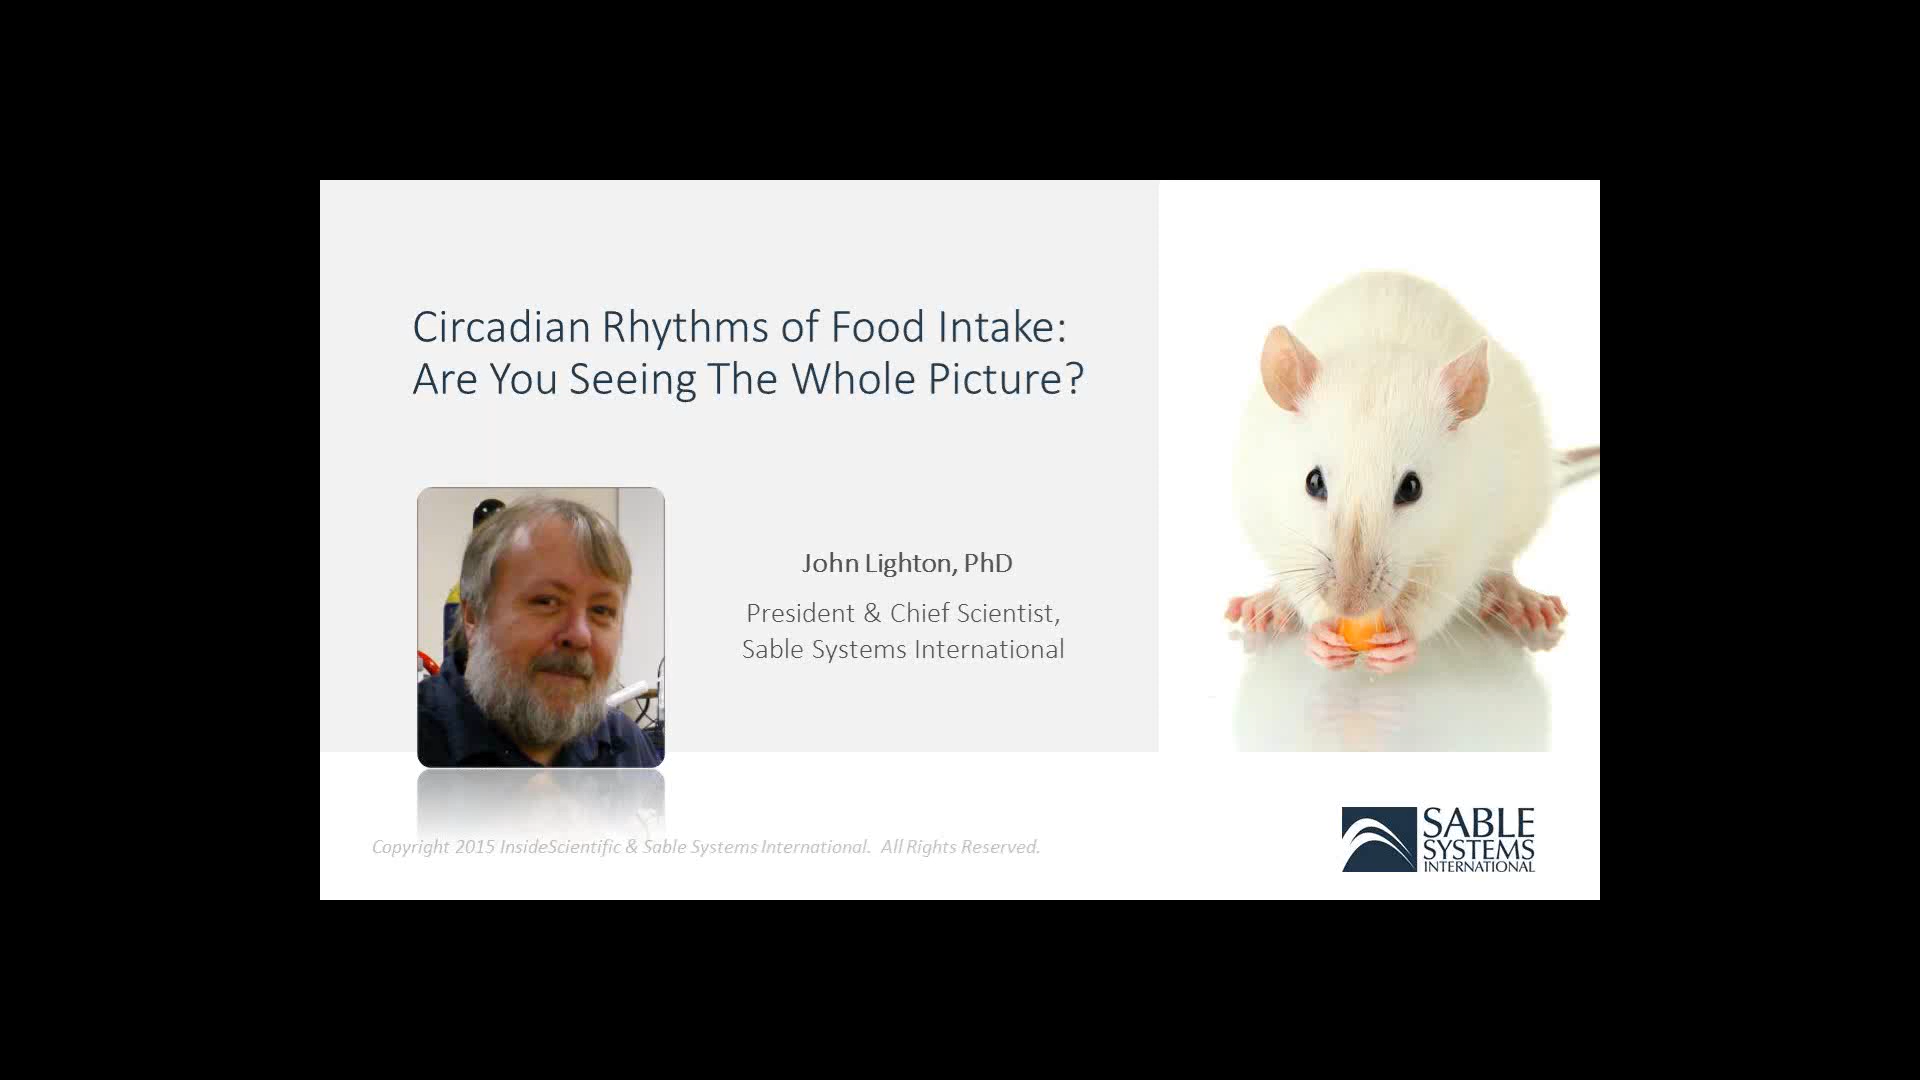 Circadian Rhythms of Food Intake:
Are You Seeing The Whole Picture?
John Lighton, PhD
President & Chief Scientist,
Sable Systems International
Copyright 2015 InsideScientific & Sable Systems International.  All Rights Reserved.
SABLE
SYSTEMS
INTERNATIONAL